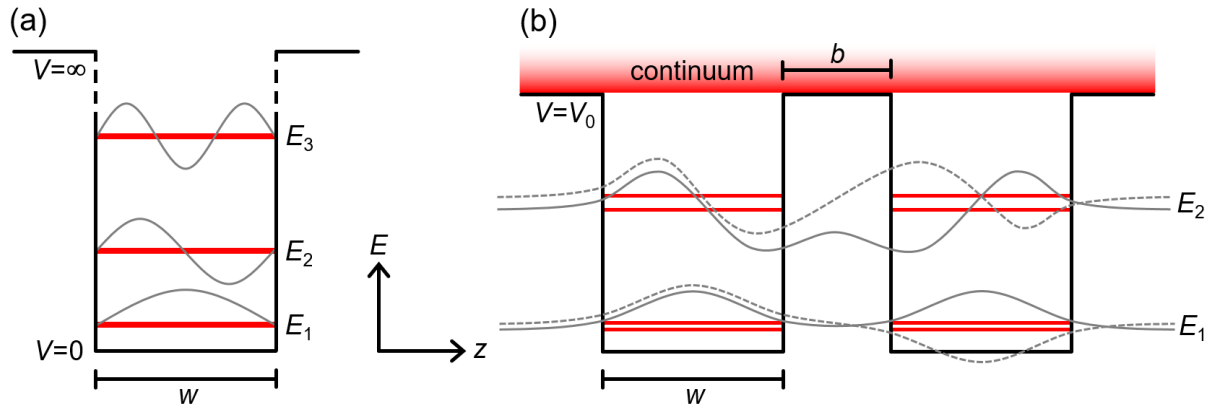 (a)
V=∞
E₃
E₂
E₁
V=0
w
E
z
(b)
continuum
b
V=V₀
E₂
E₁
w